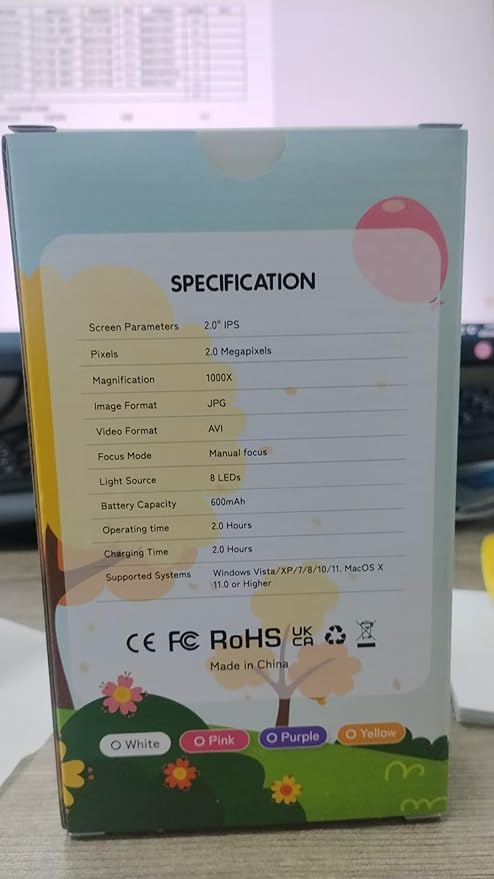 SPECIFICATION
Screen Parameters 2.0" IPS
Pixels 2.0 Megapixels
Magnification 1000X
Image Format JPG
Video Format AVI
Focus Mode Manual focus
Light Source 8 LEDs
Battery Capacity 600mAh
Operating time 2.0 Hours
Charging Time 2.0 Hours
Supported Systems Windows Vista/XP/7/8/10/11. MacOS X
11.0 or Higher
CE FC RoHS UK
CA
Made in China
White Pink Purple Yellow